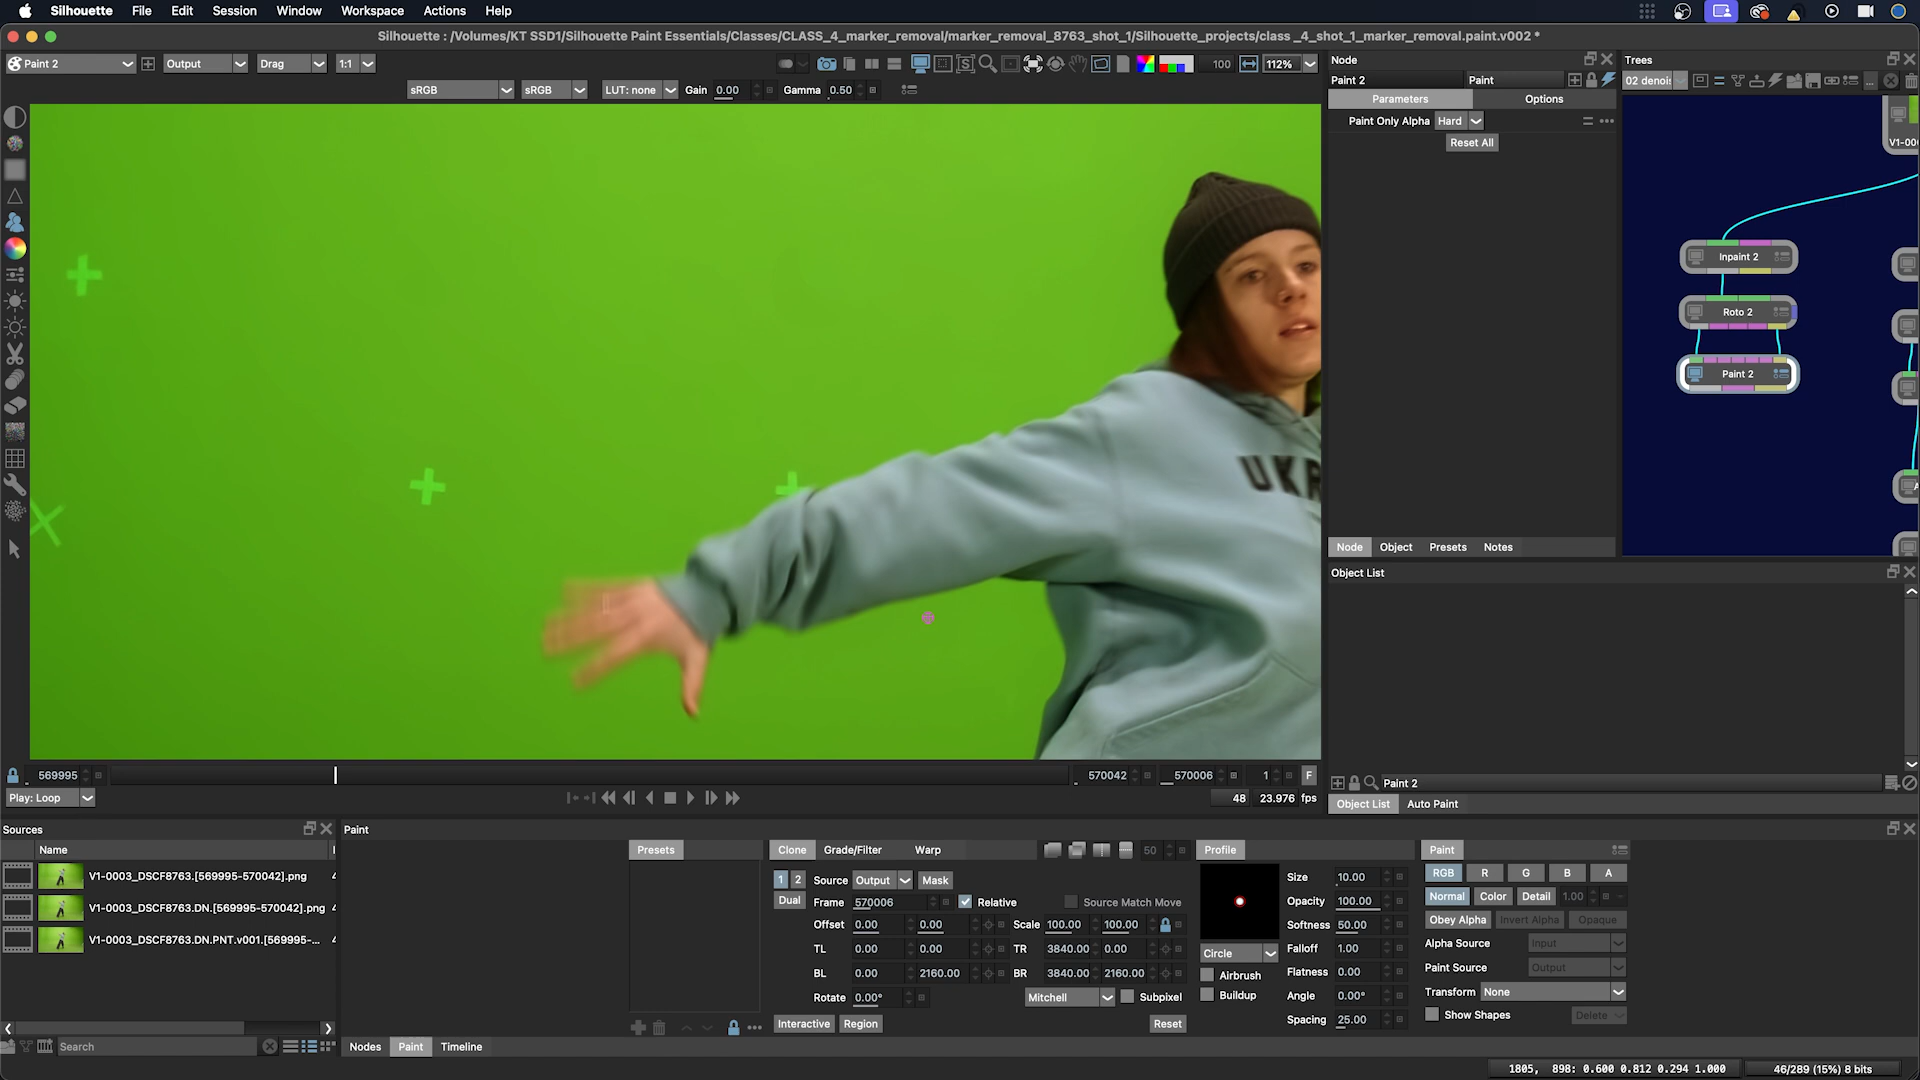 Silhouette File Edit Session Window Workspace Actions Help
Silhouette : /Volumes/KT SSD1/Silhouette Paint Essentials/Classes/CLASS_4_marker_removal/marker_removal_8763_shot_1/Silhouette_projects/class _4_shot_1_marker_removal.paint.v002 *
Paint 2 Output Drag 1:1 100 112%
sRGB sRGB LUT: none Gain 0.00 Gamma 0.50
Node
Paint 2 Paint
Parameters Options
Paint Only Alpha Hard
Reset All
Trees
02 denois
V1-00
Inpaint 2
Roto 2
Paint 2
UKR
Node Object Presets Notes
Object List
Paint 2
Object List Auto Paint
569995 570042 570006 1 F
Play: Loop 48 23.976 fps
Sources
Name
V1-0003_DSCF8763.[569995-570042].png
V1-0003_DSCF8763.DN.[569995-570042].png
V1-0003_DSCF8763.DN.PNT.v001.[569995-...
Search
Paint
Presets
Clone Grade/Filter Warp 50
1 2 Source Output Mask
Dual Frame 570006 Relative Source Match Move
Offset 0.00 0.00 Scale 100.00 100.00
TL 0.00 0.00 TR 3840.00 0.00
BL 0.00 2160.00 BR 3840.00 2160.00
Rotate 0.00° Mitchell Subpixel
Interactive Region Reset
Profile
Circle
Airbrush
Buildup
Size 10.00
Opacity 100.00
Softness 50.00
Falloff 1.00
Flatness 0.00
Angle 0.00°
Spacing 25.00
Paint
RGB R G B A
Normal Color Detail 1.00
Obey Alpha Invert Alpha Opaque
Alpha Source Input
Paint Source Output
Transform None
Show Shapes Delete
Nodes Paint Timeline
1805, 898: 0.600 0.812 0.294 1.000 46/289 (15%) 8 bits